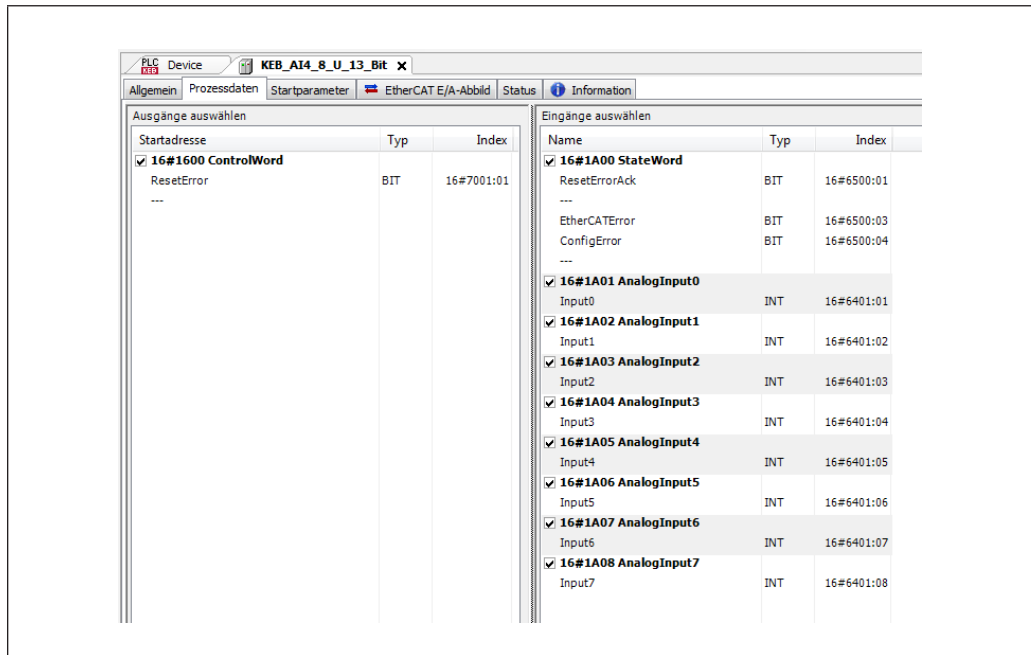 PLC KEB Device KEB_AI4_8_U_13_Bit x
Allgemein Prozessdaten Startparameter EtherCAT E/A-Abbild Status Information
Ausgänge auswählen
Startadresse Typ Index
16#1600 ControlWord
ResetError BIT 16#7001:01
---
Eingänge auswählen
Name Typ Index
16#1A00 StateWord
ResetErrorAck BIT 16#6500:01
---
EtherCATError BIT 16#6500:03
ConfigError BIT 16#6500:04
---
16#1A01 AnalogInput0
Input0 INT 16#6401:01
16#1A02 AnalogInput1
Input1 INT 16#6401:02
16#1A03 AnalogInput2
Input2 INT 16#6401:03
16#1A04 AnalogInput3
Input3 INT 16#6401:04
16#1A05 AnalogInput4
Input4 INT 16#6401:05
16#1A06 AnalogInput5
Input5 INT 16#6401:06
16#1A07 AnalogInput6
Input6 INT 16#6401:07
16#1A08 AnalogInput7
Input7 INT 16#6401:08